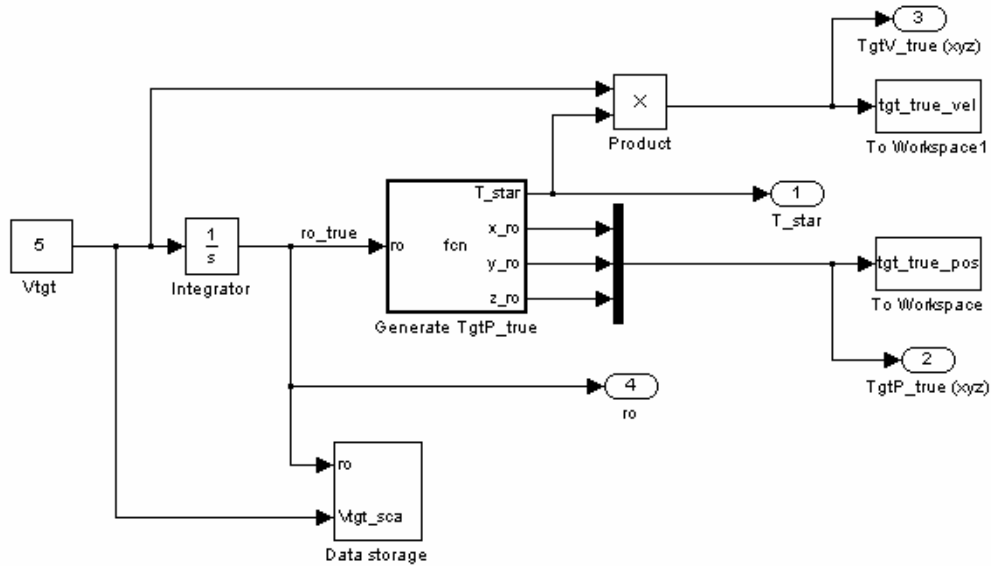 3
TgtV_true (xyz)
×
Product
tgt_true_vel
To Workspace1
T_star
1
T_star
5
Vtgt
1
s
Integrator
ro_true
ro
fcn
x_ro
y_ro
z_ro
Generate TgtP_true
tgt_true_pos
To Workspace
2
TgtP_true (xyz)
4
ro
ro
Vtgt_sca
Data storage